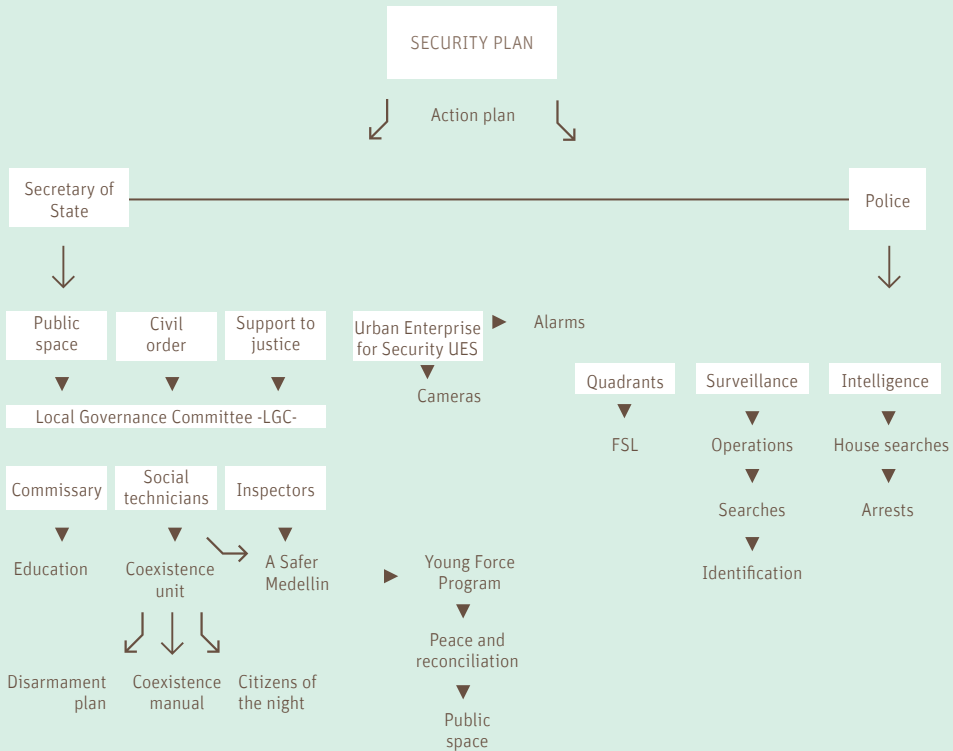 SECURITY PLAN
Action plan
Secretary of
State
Police
Public
space
Civil
order
Support to
justice
Urban Enterprise
for Security UES
Alarms
Cameras
Quadrants
Surveillance
Intelligence
Local Governance Committee -LGC-
FSL
Operations
House searches
Commissary
Social
technicians
Inspectors
Searches
Arrests
Education
Coexistence
unit
A Safer
Medellin
Young Force
Program
Identification
Peace and
reconciliation
Disarmament
plan
Coexistence
manual
Citizens of
the night
Public
space